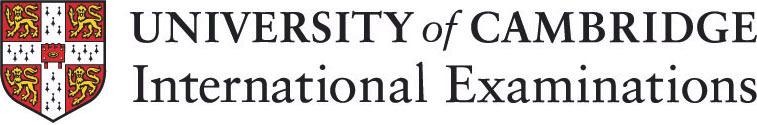 UNIVERSITY of CAMBRIDGE
International Examinations